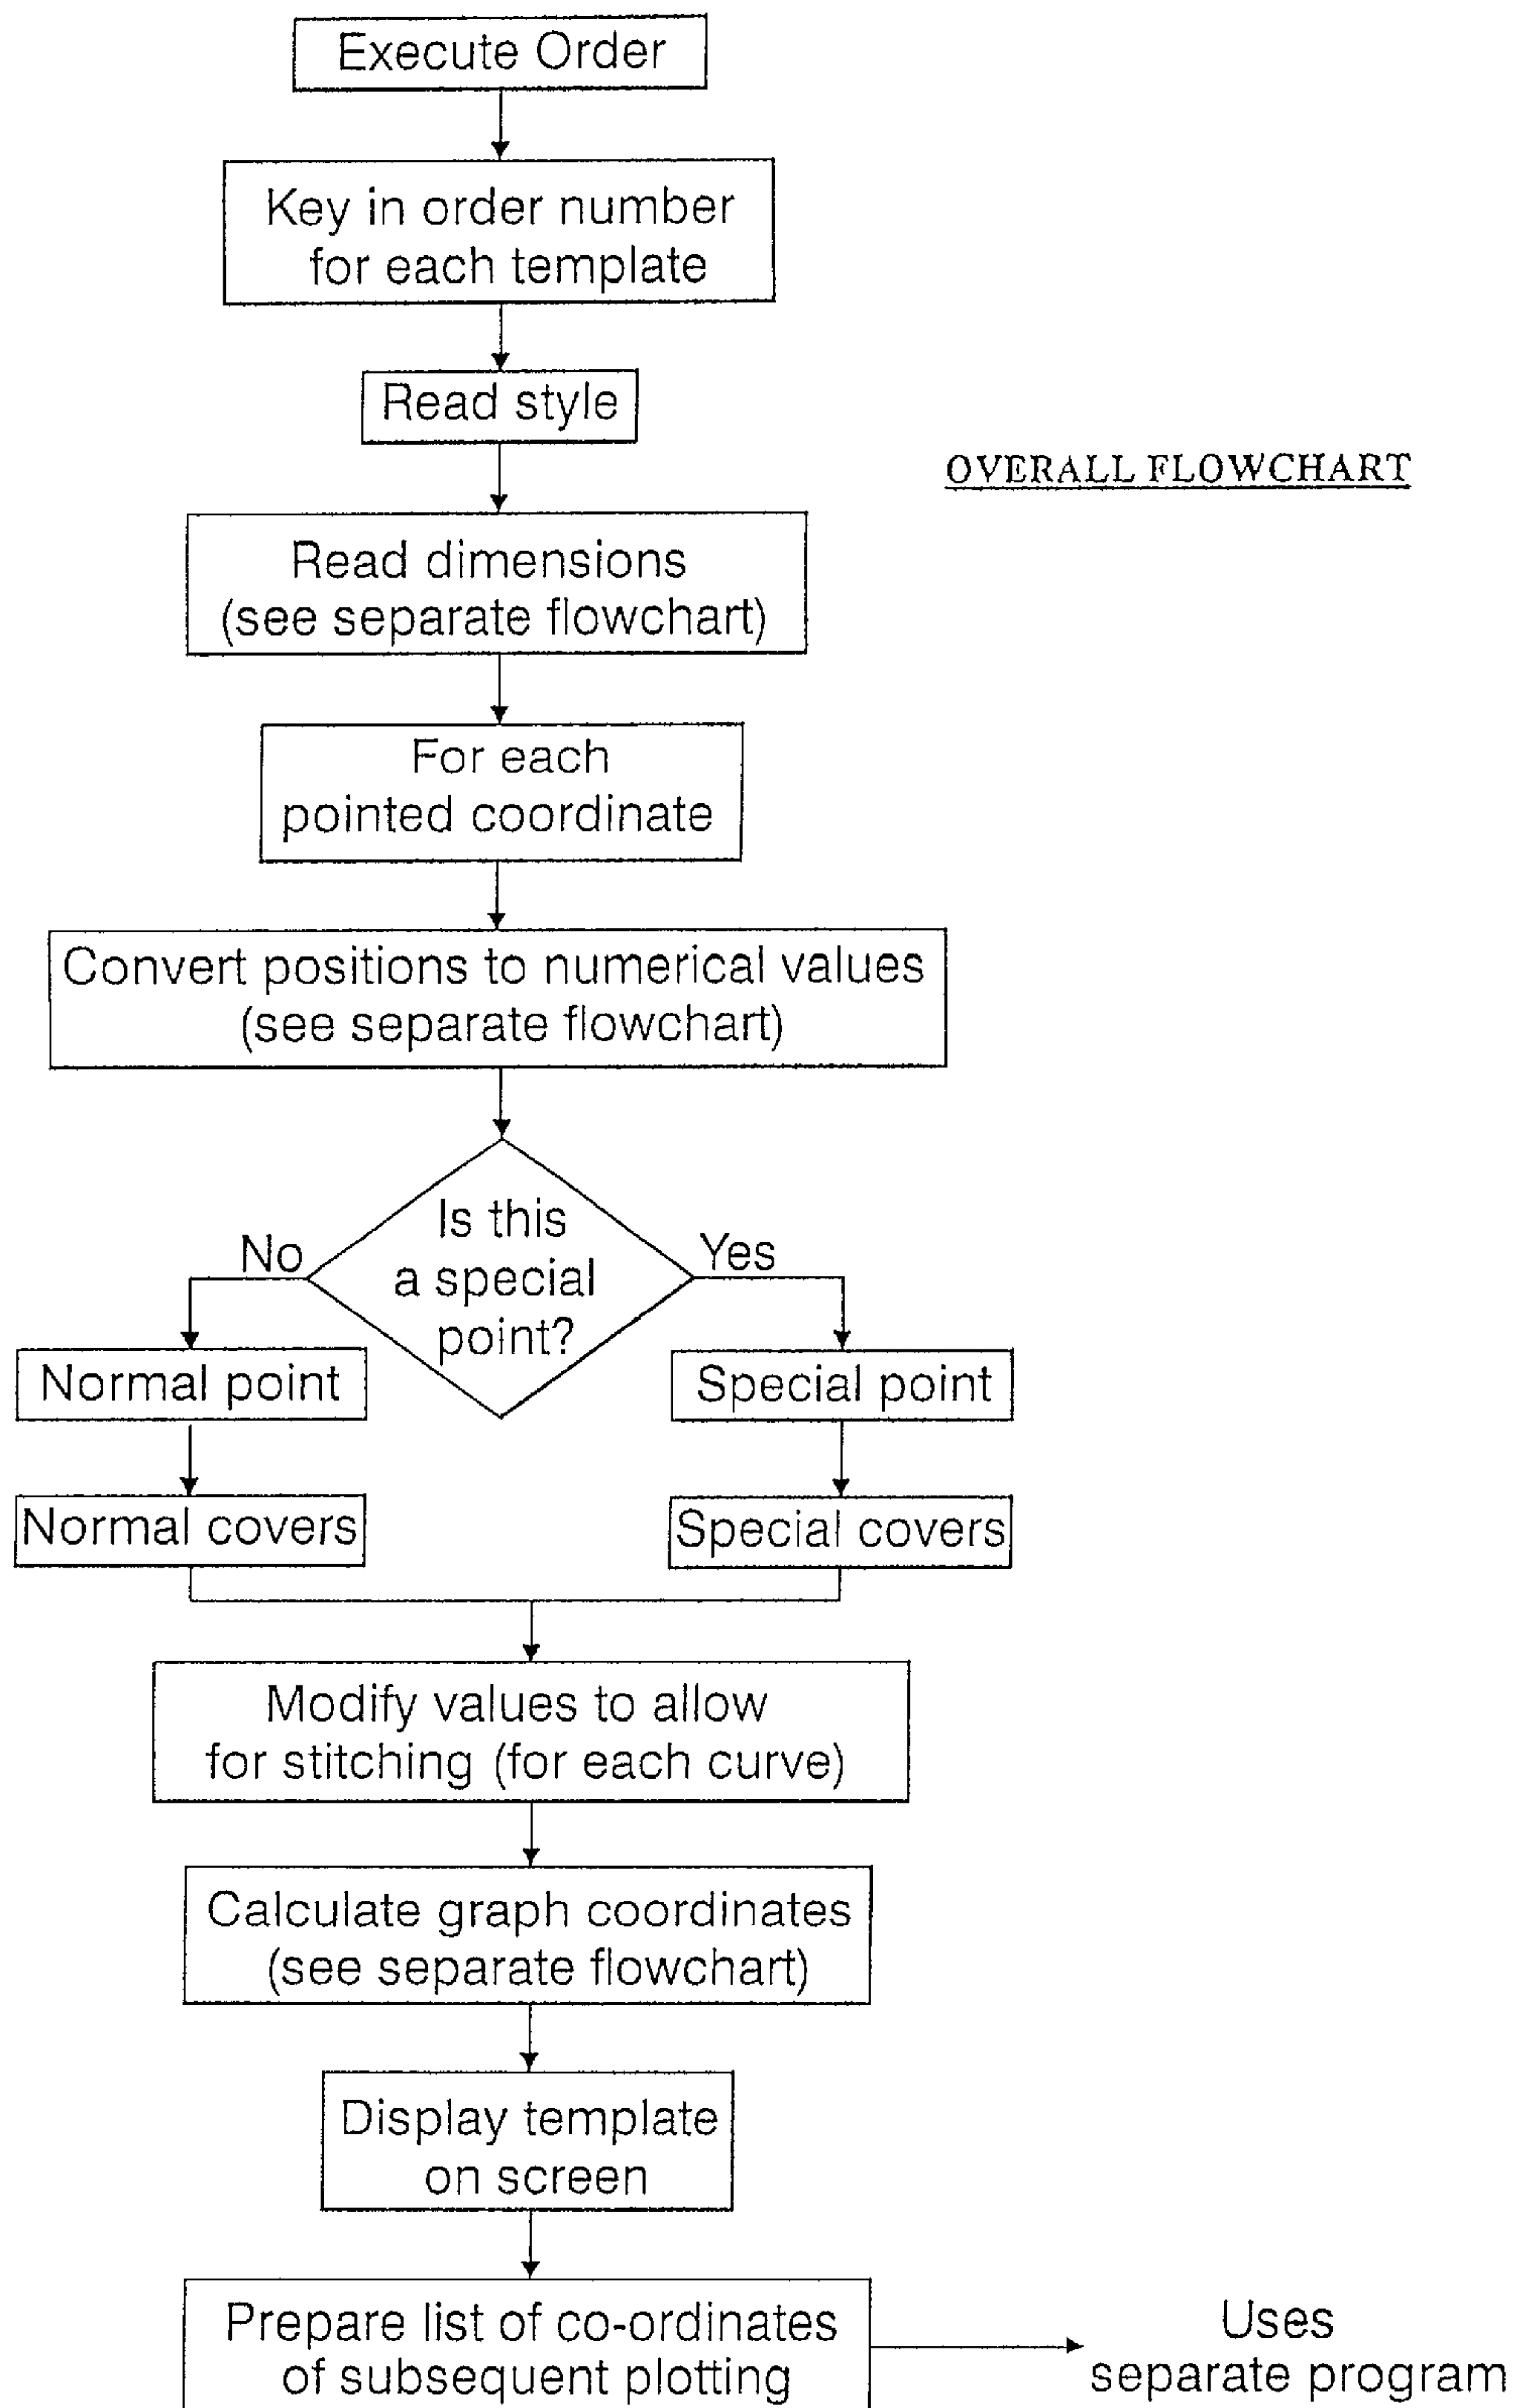 Execute Order
Key in order number
for each template
Read style
OVERALL FLOWCHART
Read dimensions
(see separate flowchart)
For each
pointed coordinate
Convert positions to numerical values
(see separate flowchart)
Is this
a special
point?
No
Yes
Normal point
Special point
Normal covers
Special covers
Modify values to allow
for stitching (for each curve)
Calculate graph coordinates
(see separate flowchart)
Display template
on screen
Prepare list of co-ordinates
of subsequent plotting
Uses
separate program